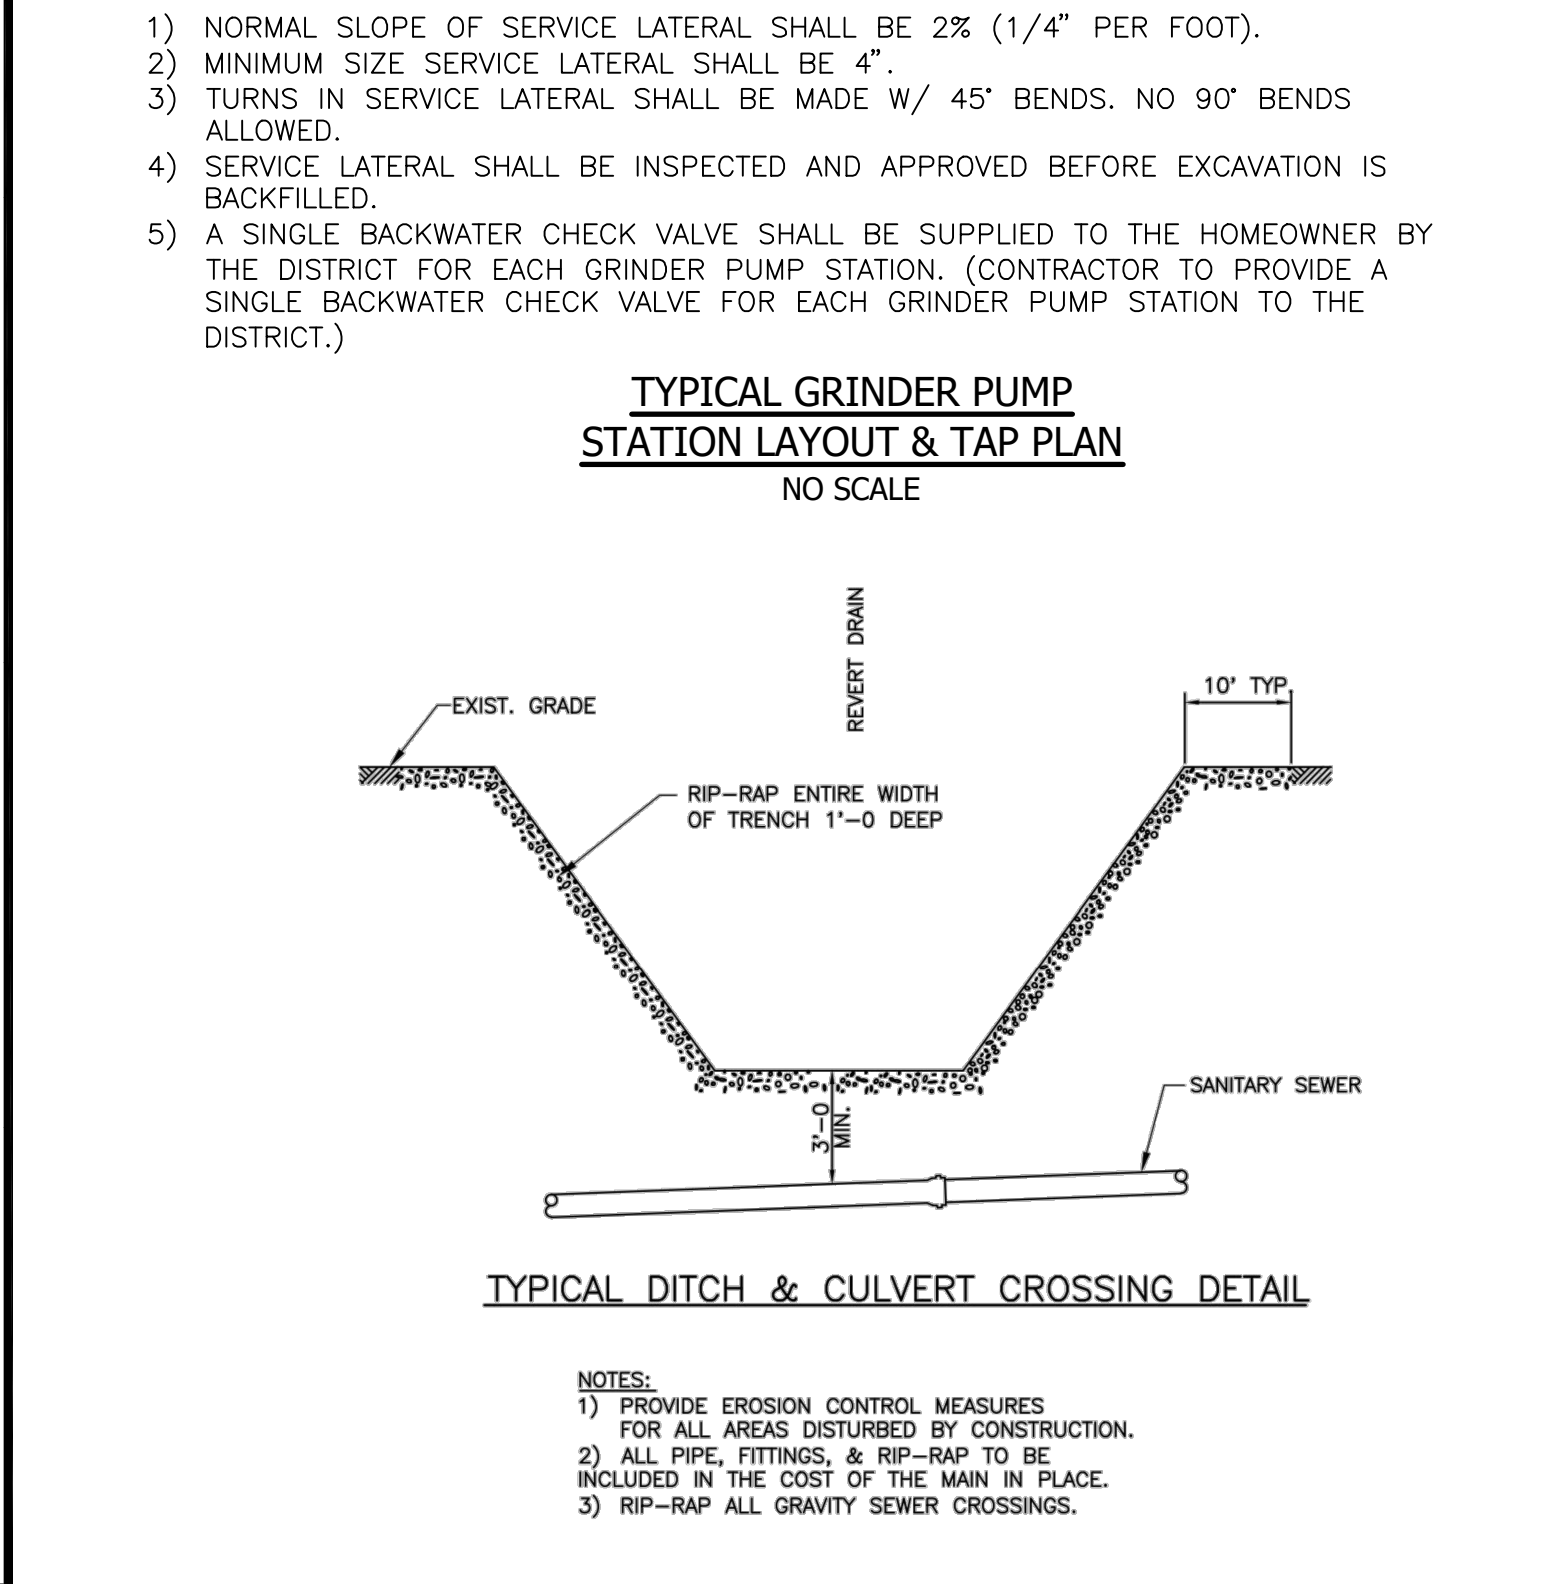 1) NORMAL SLOPE OF SERVICE LATERAL SHALL BE 2% (1/4" PER FOOT).
2) MINIMUM SIZE SERVICE LATERAL SHALL BE 4".
3) TURNS IN SERVICE LATERAL SHALL BE MADE W/ 45° BENDS. NO 90° BENDS
ALLOWED.
4) SERVICE LATERAL SHALL BE INSPECTED AND APPROVED BEFORE EXCAVATION IS
BACKFILLED.
5) A SINGLE BACKWATER CHECK VALVE SHALL BE SUPPLIED TO THE HOMEOWNER BY
THE DISTRICT FOR EACH GRINDER PUMP STATION. (CONTRACTOR TO PROVIDE A
SINGLE BACKWATER CHECK VALVE FOR EACH GRINDER PUMP STATION TO THE
DISTRICT.)
TYPICAL GRINDER PUMP
STATION LAYOUT & TAP PLAN
NO SCALE
REVERT DRAIN
10' TYP.
EXIST. GRADE
RIP-RAP ENTIRE WIDTH
OF TRENCH 1'-0 DEEP
3'-0
MIN.
SANITARY SEWER
TYPICAL DITCH & CULVERT CROSSING DETAIL
NOTES:
1) PROVIDE EROSION CONTROL MEASURES
FOR ALL AREAS DISTURBED BY CONSTRUCTION.
2) ALL PIPE, FITTINGS, & RIP-RAP TO BE
INCLUDED IN THE COST OF THE MAIN IN PLACE.
3) RIP-RAP ALL GRAVITY SEWER CROSSINGS.